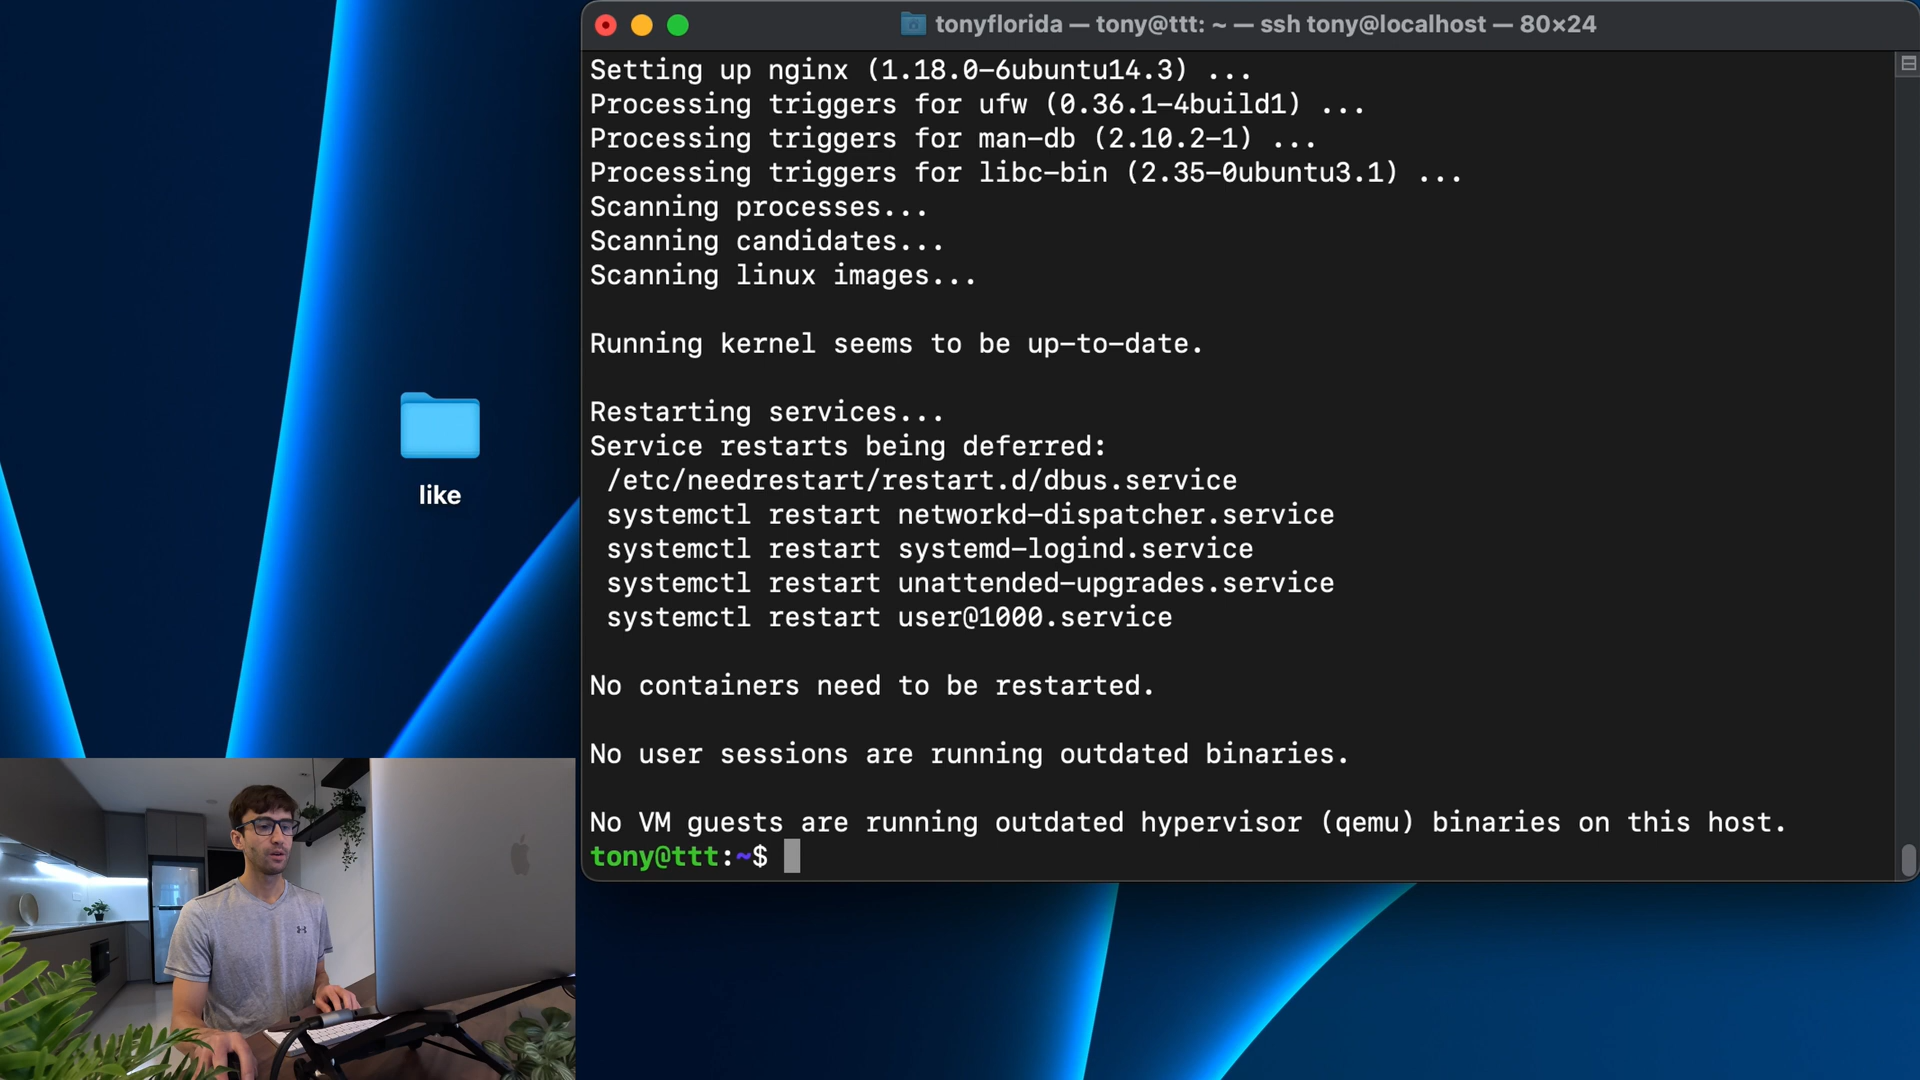 tonyflorida — tony@ttt: ~ — ssh tony@localhost — 80×24
Setting up nginx (1.18.0-6ubuntu14.3) ...
Processing triggers for ufw (0.36.1-4build1) ...
Processing triggers for man-db (2.10.2-1) ...
Processing triggers for libc-bin (2.35-0ubuntu3.1) ...
Scanning processes...
Scanning candidates...
Scanning linux images...
Running kernel seems to be up-to-date.
Restarting services...
Service restarts being deferred:
/etc/needrestart/restart.d/dbus.service
systemctl restart networkd-dispatcher.service
systemctl restart systemd-logind.service
systemctl restart unattended-upgrades.service
systemctl restart user@1000.service
No containers need to be restarted.
No user sessions are running outdated binaries.
No VM guests are running outdated hypervisor (qemu) binaries on this host.
tony@ttt:~$
like